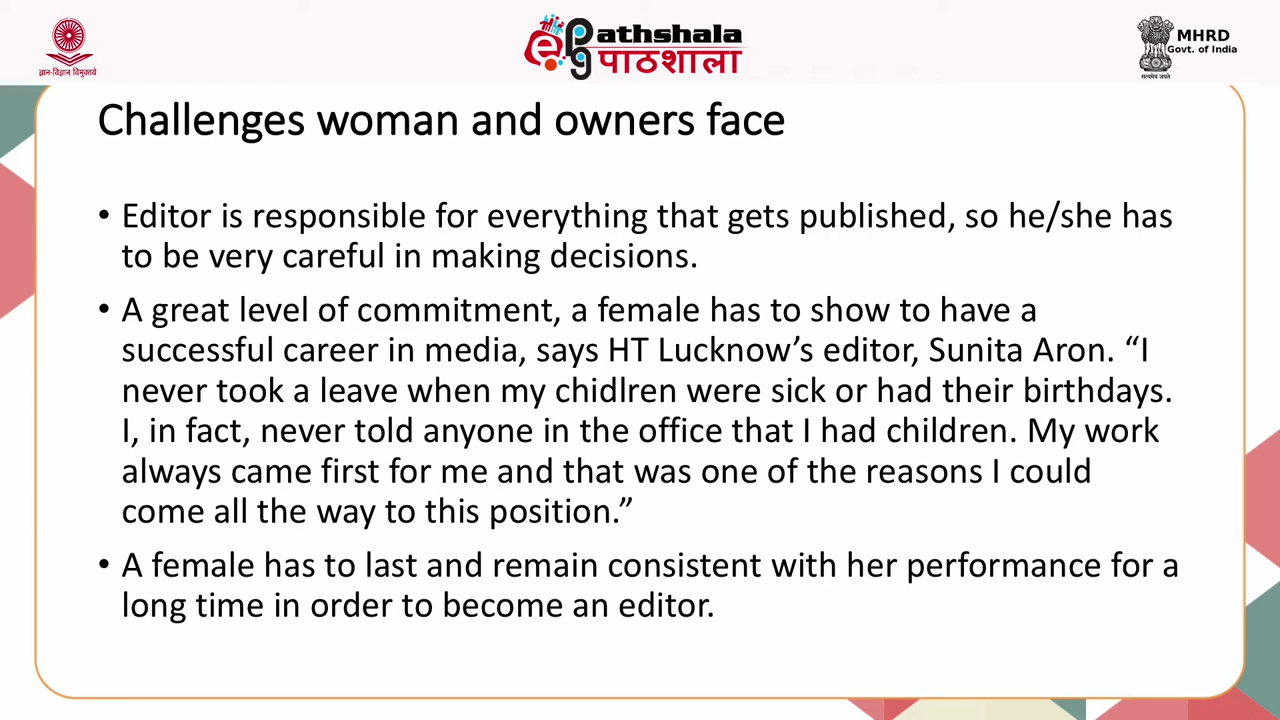 ज्ञान-विज्ञान विमुक्तये
e Pathshala
पाठशाला
MHRD
Govt. of India
सत्यमेव जयते
Challenges woman and owners face
• Editor is responsible for everything that gets published, so he/she has
to be very careful in making decisions.
• A great level of commitment, a female has to show to have a
successful career in media, says HT Lucknow’s editor, Sunita Aron. “I
never took a leave when my chidlren were sick or had their birthdays.
I, in fact, never told anyone in the office that I had children. My work
always came first for me and that was one of the reasons I could
come all the way to this position.”
• A female has to last and remain consistent with her performance for a
long time in order to become an editor.